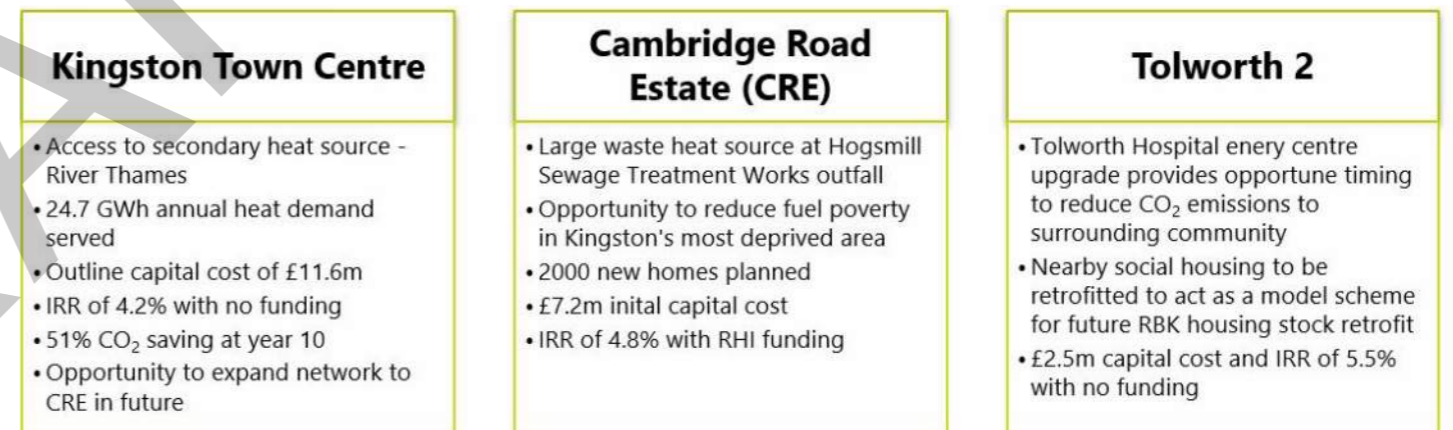 Kingston Town Centre
• Access to secondary heat source -
River Thames
• 24.7 GWh annual heat demand
served
• Outline capital cost of £11.6m
• IRR of 4.2% with no funding
• 51% CO₂ saving at year 10
• Opportunity to expand network to
CRE in future
Cambridge Road
Estate (CRE)
• Large waste heat source at Hogsmill
Sewage Treatment Works outfall
• Opportunity to reduce fuel poverty
in Kingston's most deprived area
• 2000 new homes planned
• £7.2m inital capital cost
• IRR of 4.8% with RHI funding
Tolworth 2
• Tolworth Hospital enery centre
upgrade provides opportune timing
to reduce CO₂ emissions to
surrounding community
• Nearby social housing to be
retrofitted to act as a model scheme
for future RBK housing stock retrofit
• £2.5m capital cost and IRR of 5.5%
with no funding